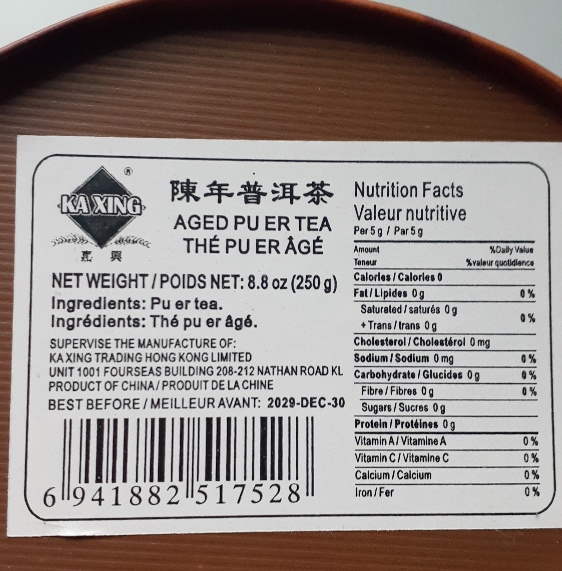 ®
KA XING
嘉 興
陳年普洱茶
AGED PU ER TEA
THÉ PU ER ÂGÉ
NET WEIGHT / POIDS NET: 8.8 oz (250 g)
Ingredients: Pu er tea.
Ingrédients: Thé pu er âgé.
SUPERVISE THE MANUFACTURE OF:
KA XING TRADING HONG KONG LIMITED
UNIT 1001 FOURSEAS BUILDING 208-212 NATHAN ROAD KL
PRODUCT OF CHINA / PRODUIT DE LA CHINE
BEST BEFORE / MEILLEUR AVANT: 2029-DEC-30
6 941882 517528
Nutrition Facts
Valeur nutritive
Per 5 g / Par 5 g
Amount %Daily Value
Teneur %valeur quotidience
Calories / Calories 0
Fat / Lipides 0 g 0 %
Saturated / saturés 0 g
+ Trans / trans 0 g 0 %
Cholesterol / Cholestérol 0 mg
Sodium / Sodium 0 mg 0 %
Carbohydrate / Glucides 0 g 0 %
Fibre / Fibres 0 g 0 %
Sugars / Sucres 0 g
Protein / Protéines 0 g
Vitamin A / Vitamine A 0 %
Vitamin C / Vitamine C 0 %
Calcium / Calcium 0 %
Iron / Fer 0 %